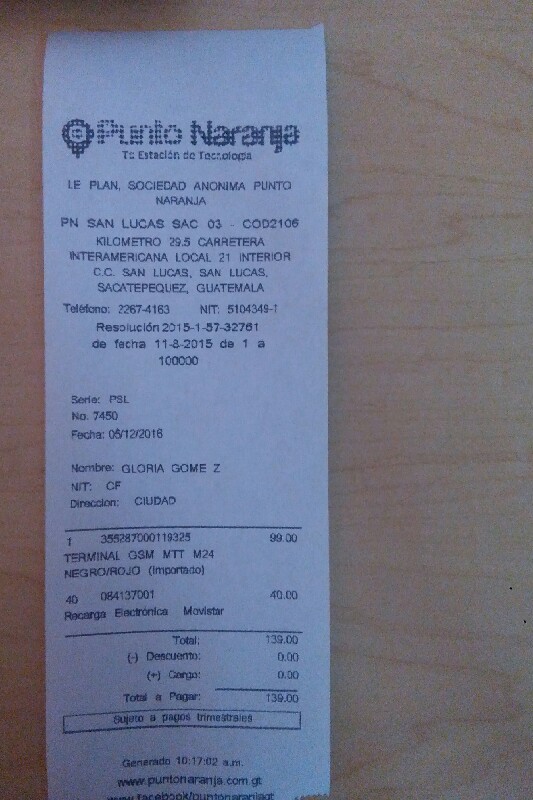 Punto Naranja
Tu Estación de Tecnología
LE PLAN, SOCIEDAD ANONIMA PUNTO
NARANJA
PN SAN LUCAS SAC 03 - COD2106
KILOMETRO 29.5 CARRETERA
INTERAMERICANA LOCAL 21 INTERIOR
C.C. SAN LUCAS, SAN LUCAS,
SACATEPEQUEZ, GUATEMALA
Teléfono: 2267-4163 NIT: 5104349-1
Resolución 2015-1-57-32761
de fecha 11-8-2015 de 1 a
100000
Serie: PSL
No. 7450
Fecha: 05/12/2016
Nombre: GLORIA GOME Z
NIT: CF
Direccion: CIUDAD
1 355287000119325 99.00
TERMINAL GSM MTT M24
NEGRO/ROJO (Importado)
40 084137001 40.00
Recarga Electrónica Movistar
Total: 139.00
(-) Descuento: 0.00
(+) Cargo: 0.00
Total a Pagar: 139.00
Sujeto a pagos trimestrales
Generado 10:17:02 a.m.
www.puntonaranja.com.gt
www.facebook/puntonaranjagt